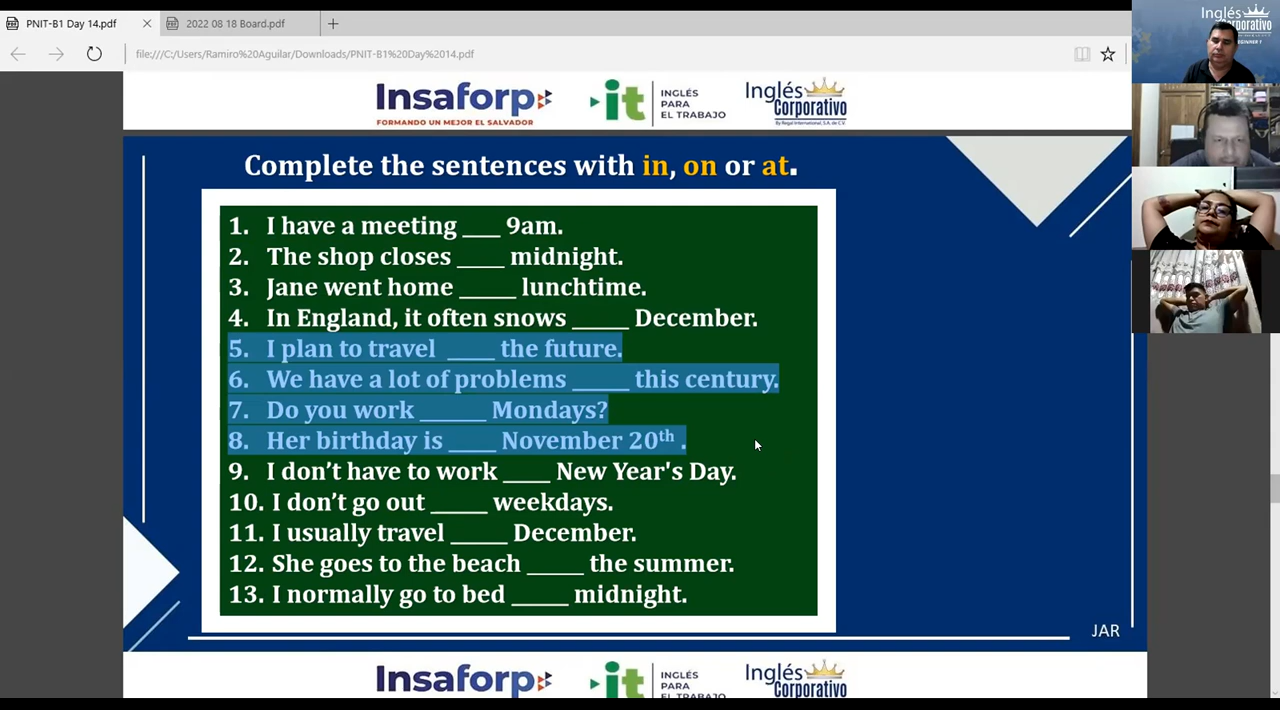 PNIT-B1 Day 14.pdf
2022 08 18 Board.pdf
file:///C:/Users/Ramiro%20Aguilar/Downloads/PNIT-B1%20Day%2014.pdf
Insaforp
FORMANDO UN MEJOR EL SALVADOR
it
INGLÉS
PARA
EL TRABAJO
Inglés
Corporativo
By Regal International, S.A. de C.V.
Complete the sentences with in, on or at.
1. I have a meeting ___ 9am.
2. The shop closes ____ midnight.
3. Jane went home _____ lunchtime.
4. In England, it often snows _____ December.
5. I plan to travel ____ the future.
6. We have a lot of problems _____ this century.
7. Do you work ______ Mondays?
8. Her birthday is ____ November 20th .
9. I don't have to work ____ New Year's Day.
10. I don't go out _____ weekdays.
11. I usually travel _____ December.
12. She goes to the beach _____ the summer.
13. I normally go to bed _____ midnight.
JAR
Insaforp
it
INGLÉS
PARA
EL TRABAJO
Inglés
Corporativo
Inglés
Corporativo